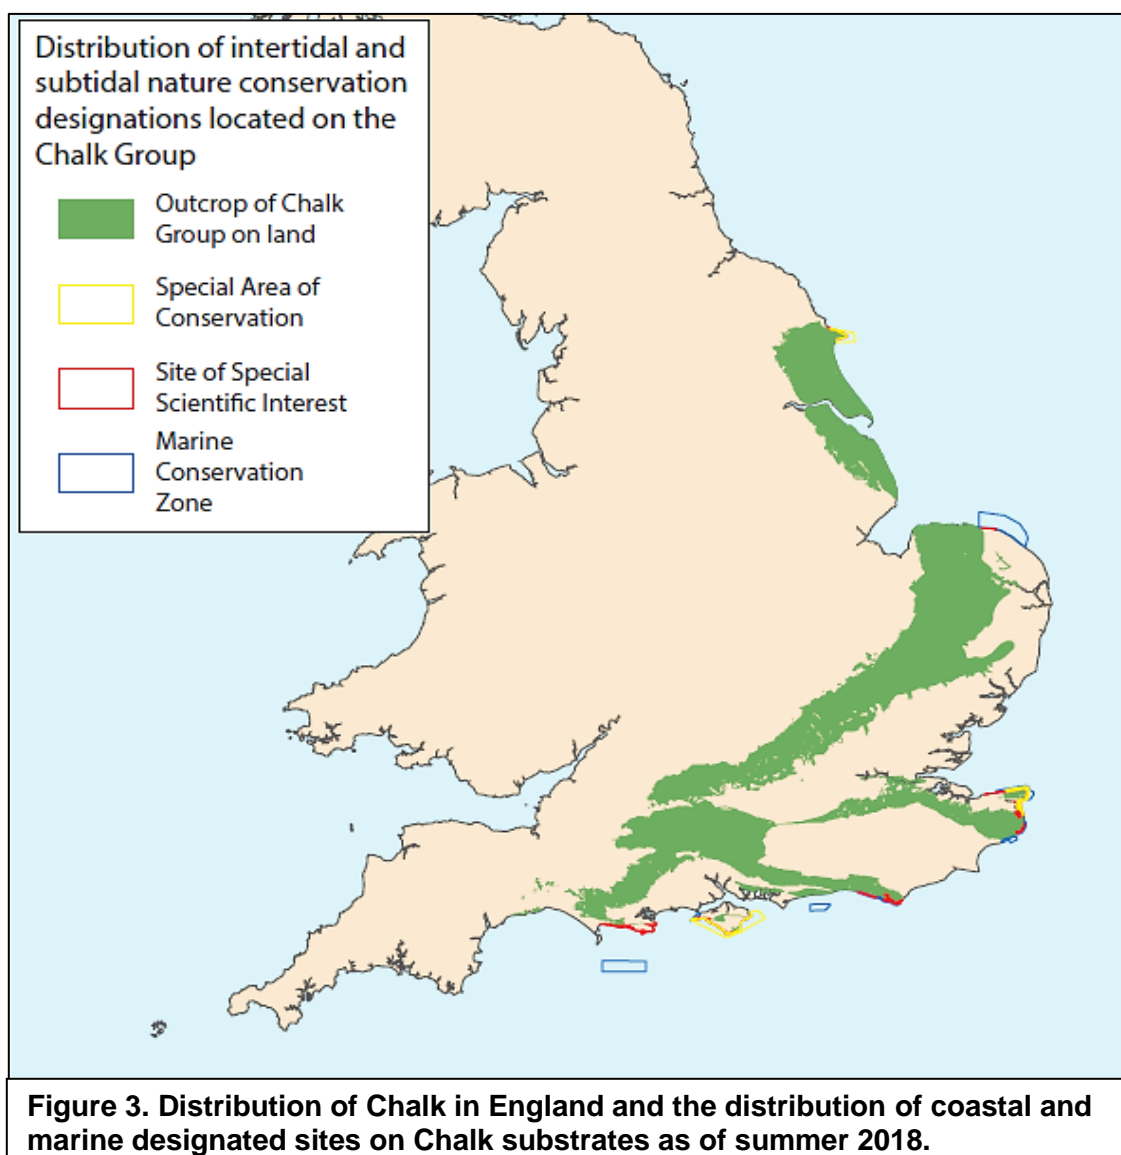 Distribution of intertidal and
subtidal nature conservation
designations located on the
Chalk Group
Outcrop of Chalk
Group on land
Special Area of
Conservation
Site of Special
Scientific Interest
Marine
Conservation
Zone
Figure 3. Distribution of Chalk in England and the distribution of coastal and
marine designated sites on Chalk substrates as of summer 2018.